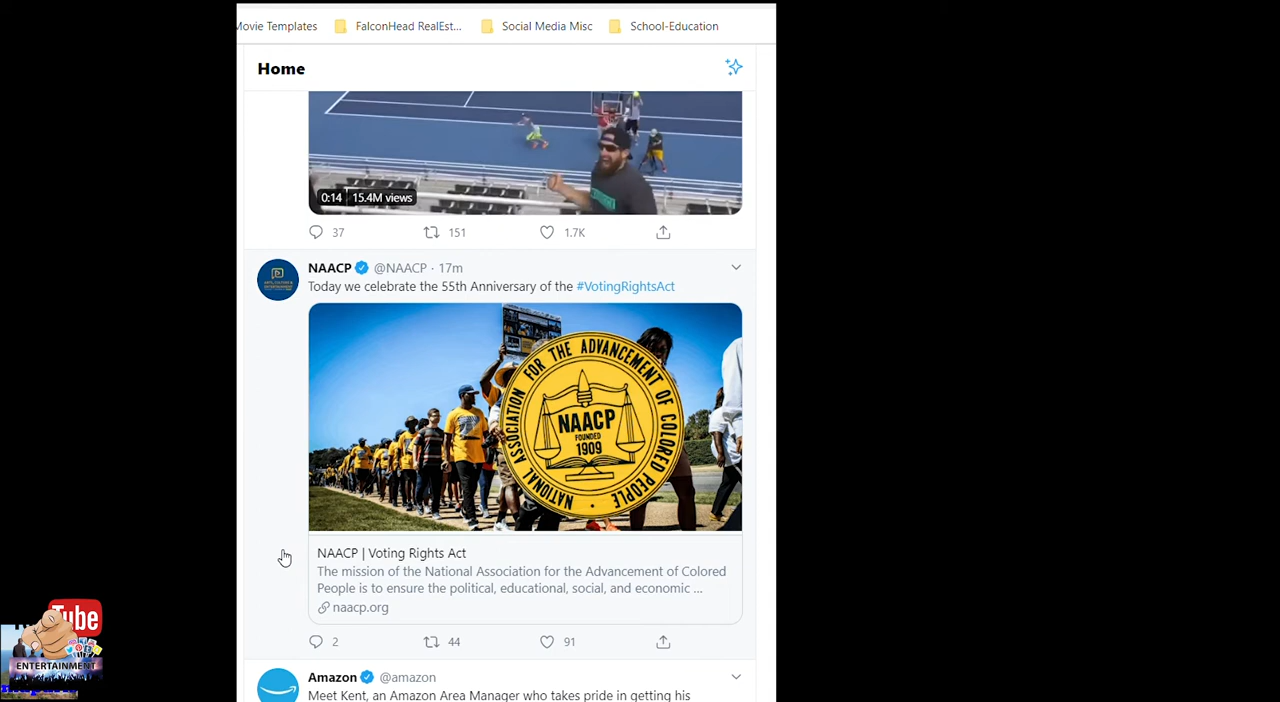 Movie Templates
FalconHead RealEst...
Social Media Misc
School-Education
Home
0:14
15.4M views
37
151
1.7K
NAACP @NAACP · 17m
Today we celebrate the 55th Anniversary of the #VotingRightsAct
NATIONAL ASSOCIATION FOR THE ADVANCEMENT OF COLORED PEOPLE
NAACP
FOUNDED
1909
NAACP | Voting Rights Act
The mission of the National Association for the Advancement of Colored
People is to ensure the political, educational, social, and economic ...
naacp.org
2
44
91
Amazon @amazon
Meet Kent, an Amazon Area Manager who takes pride in getting his
Tube
ENTERTAINMENT